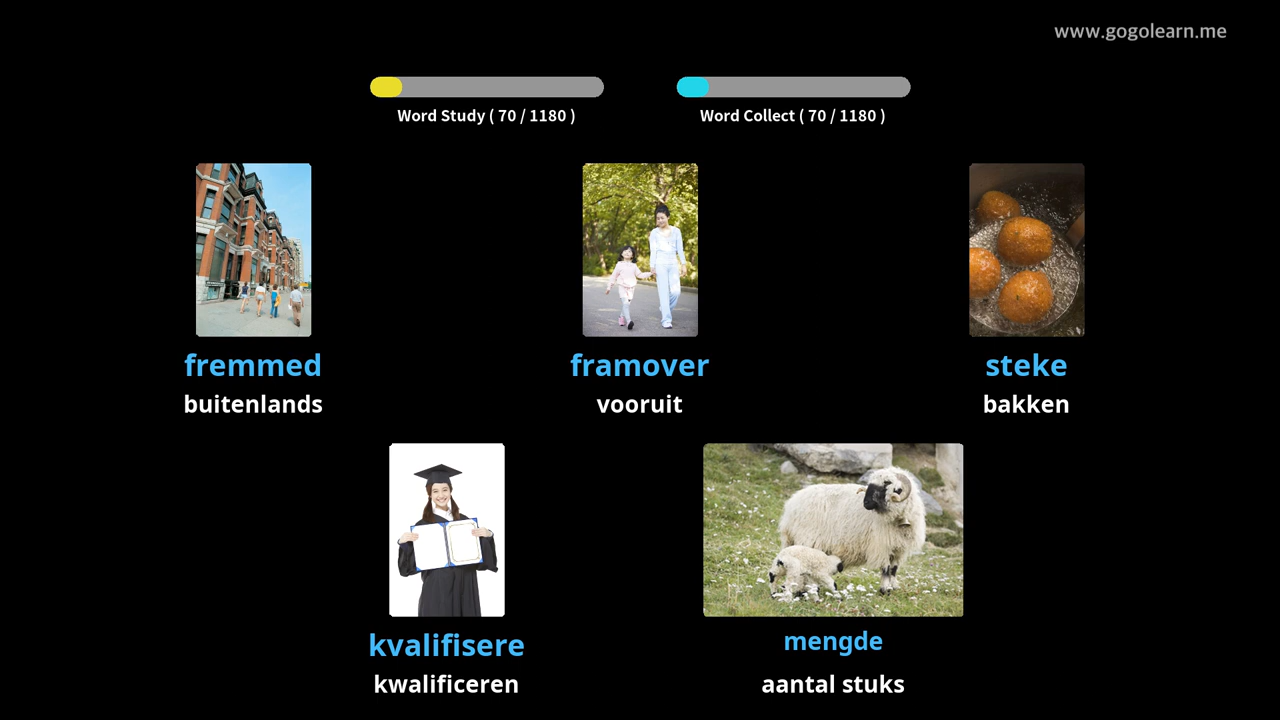 www.gogolearn.me
Word Study ( 70 / 1180 )
Word Collect ( 70 / 1180 )
fremmed
buitenlands
framover
vooruit
steke
bakken
kvalifisere
kwalificeren
mengde
aantal stuks